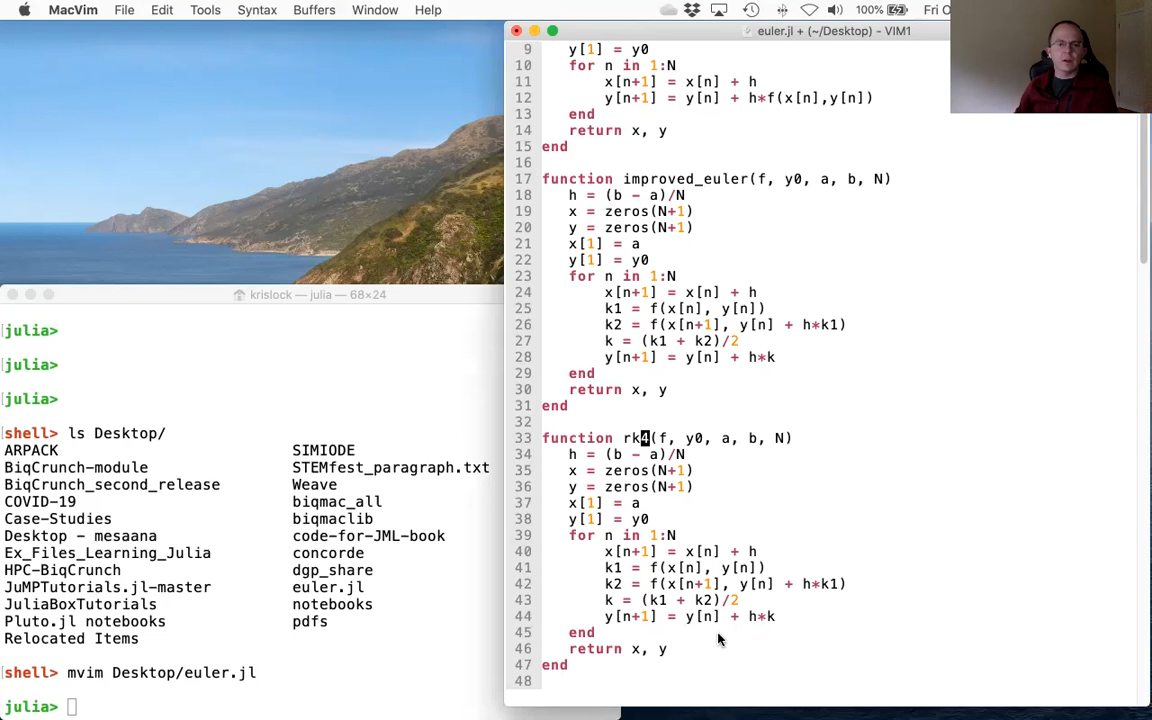 MacVim File Edit Tools Syntax Buffers Window Help 100% Fri O
euler.jl + (~/Desktop) - VIM1
9 y[1] = y0
10 for n in 1:N
11 x[n+1] = x[n] + h
12 y[n+1] = y[n] + h*f(x[n],y[n])
13 end
14 return x, y
15 end
16
17 function improved_euler(f, y0, a, b, N)
18 h = (b - a)/N
19 x = zeros(N+1)
20 y = zeros(N+1)
21 x[1] = a
22 y[1] = y0
23 for n in 1:N
24 x[n+1] = x[n] + h
25 k1 = f(x[n], y[n])
26 k2 = f(x[n+1], y[n] + h*k1)
27 k = (k1 + k2)/2
28 y[n+1] = y[n] + h*k
29 end
30 return x, y
31 end
32
33 function rk4(f, y0, a, b, N)
34 h = (b - a)/N
35 x = zeros(N+1)
36 y = zeros(N+1)
37 x[1] = a
38 y[1] = y0
39 for n in 1:N
40 x[n+1] = x[n] + h
41 k1 = f(x[n], y[n])
42 k2 = f(x[n+1], y[n] + h*k1)
43 k = (k1 + k2)/2
44 y[n+1] = y[n] + h*k
45 end
46 return x, y
47 end
48
krislock — julia — 68×24
julia>
julia>
julia>
shell> ls Desktop/
ARPACK SIMIODE
BiqCrunch-module STEMfest_paragraph.txt
BiqCrunch_second_release Weave
COVID-19 biqmac_all
Case-Studies biqmaclib
Desktop - mesaana code-for-JML-book
Ex_Files_Learning_Julia concorde
HPC-BiqCrunch dgp_share
JuMPTutorials.jl-master euler.jl
JuliaBoxTutorials notebooks
Pluto.jl notebooks pdfs
Relocated Items
shell> mvim Desktop/euler.jl
julia>